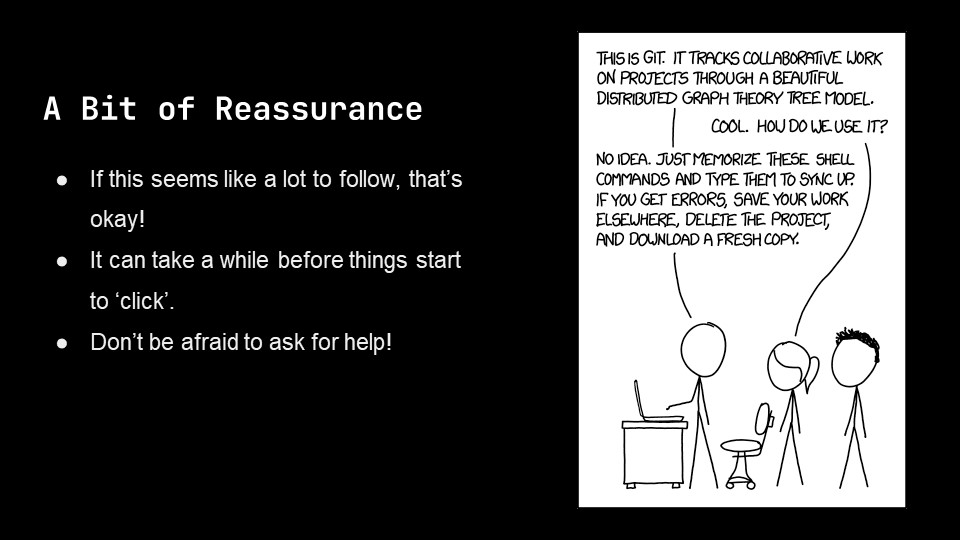 A Bit of Reassurance
● If this seems like a lot to follow, that’s
okay!
● It can take a while before things start
to ‘click’.
● Don’t be afraid to ask for help!
THIS IS GIT. IT TRACKS COLLABORATIVE WORK
ON PROJECTS THROUGH A BEAUTIFUL
DISTRIBUTED GRAPH THEORY TREE MODEL.
COOL. HOW DO WE USE IT?
NO IDEA. JUST MEMORIZE THESE SHELL
COMMANDS AND TYPE THEM TO SYNC UP.
IF YOU GET ERRORS, SAVE YOUR WORK
ELSEWHERE, DELETE THE PROJECT,
AND DOWNLOAD A FRESH COPY.